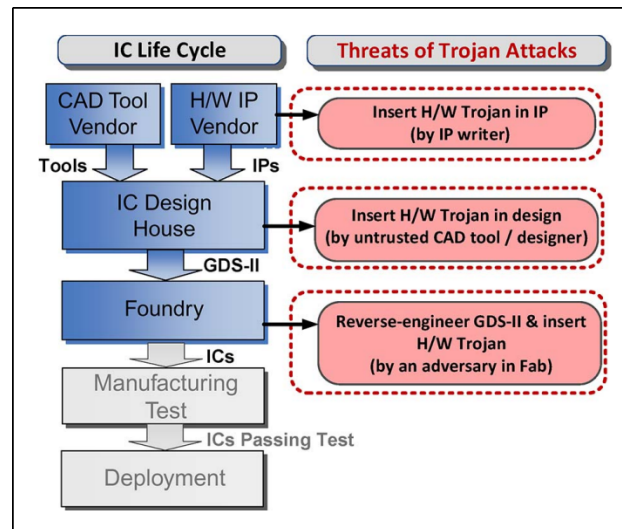 IC Life Cycle
Threats of Trojan Attacks
CAD Tool
Vendor
H/W IP
Vendor
Insert H/W Trojan in IP
(by IP writer)
Tools
IPs
IC Design
House
Insert H/W Trojan in design
(by untrusted CAD tool / designer)
GDS-II
Foundry
Reverse-engineer GDS-II & insert
H/W Trojan
(by an adversary in Fab)
ICs
Manufacturing
Test
ICs Passing Test
Deployment